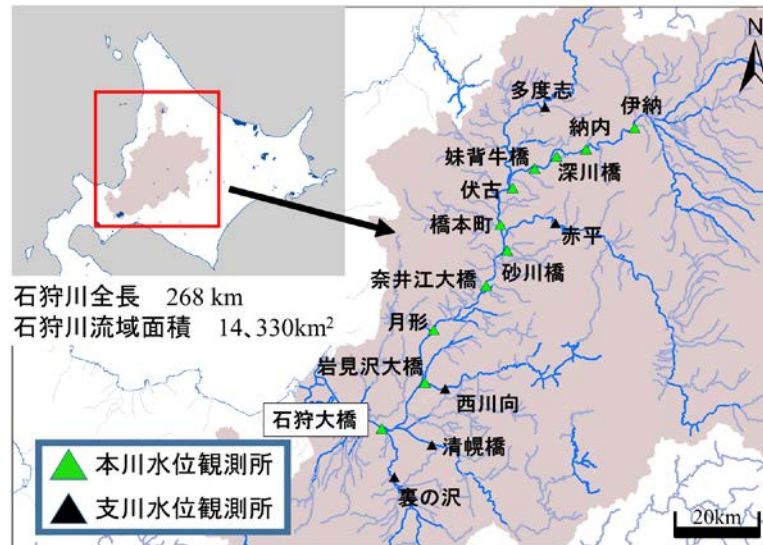 N
多度志
伊納
納内
妹背牛橋
深川橋
伏古
橋本町
赤平
砂川橋
奈井江大橋
月形
岩見沢大橋
西川向
石狩大橋
清幌橋
裏の沢
石狩川全長 268 km
石狩川流域面積 14、330km²
本川水位観測所
支川水位観測所
20km